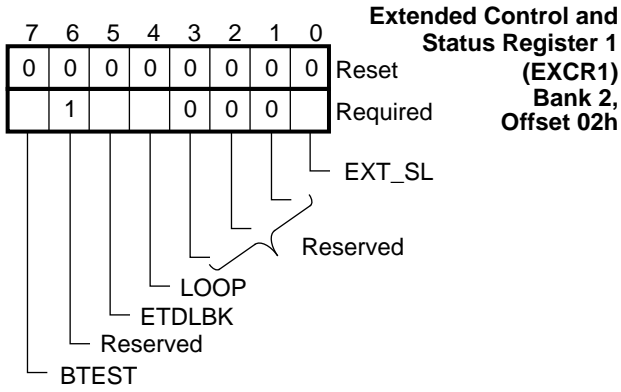 Extended Control and
Status Register 1
(EXCR1)
Bank 2,
Offset 02h
7 6 5 4 3 2 1 0
0 0 0 0 0 0 0 0 Reset
1 0 0 0 Required
EXT_SL
Reserved
LOOP
ETDLBK
Reserved
BTEST